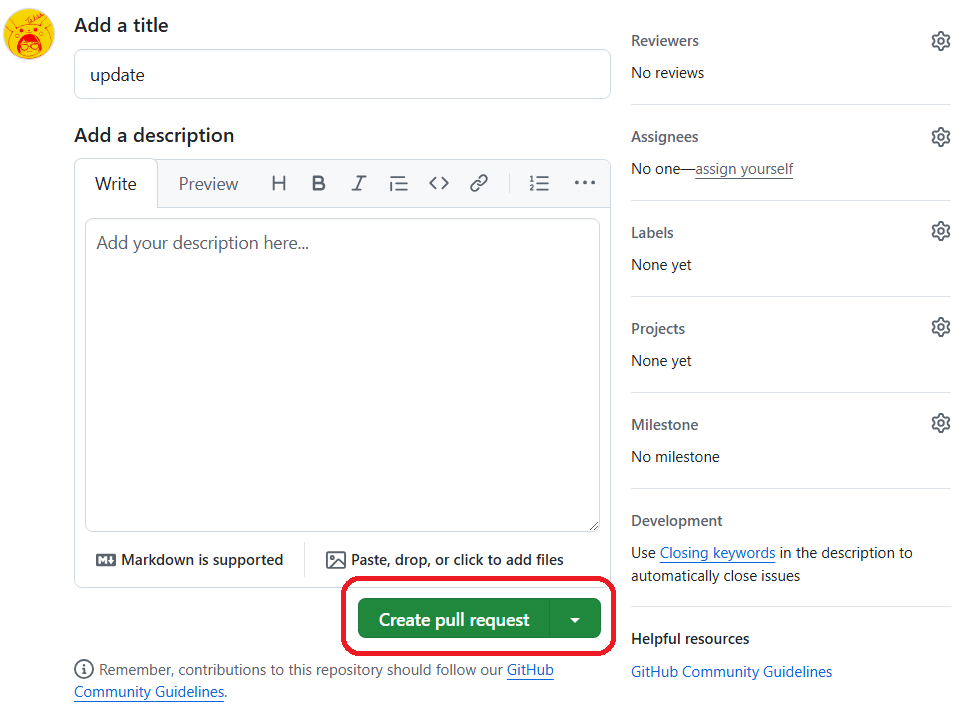 Add a title
update
Add a description
Write Preview
Add your description here...
Markdown is supported
Paste, drop, or click to add files
Create pull request
Remember, contributions to this repository should follow our GitHub
Community Guidelines.
Reviewers
No reviews
Assignees
No one—assign yourself
Labels
None yet
Projects
None yet
Milestone
No milestone
Development
Use Closing keywords in the description to
automatically close issues
Helpful resources
GitHub Community Guidelines